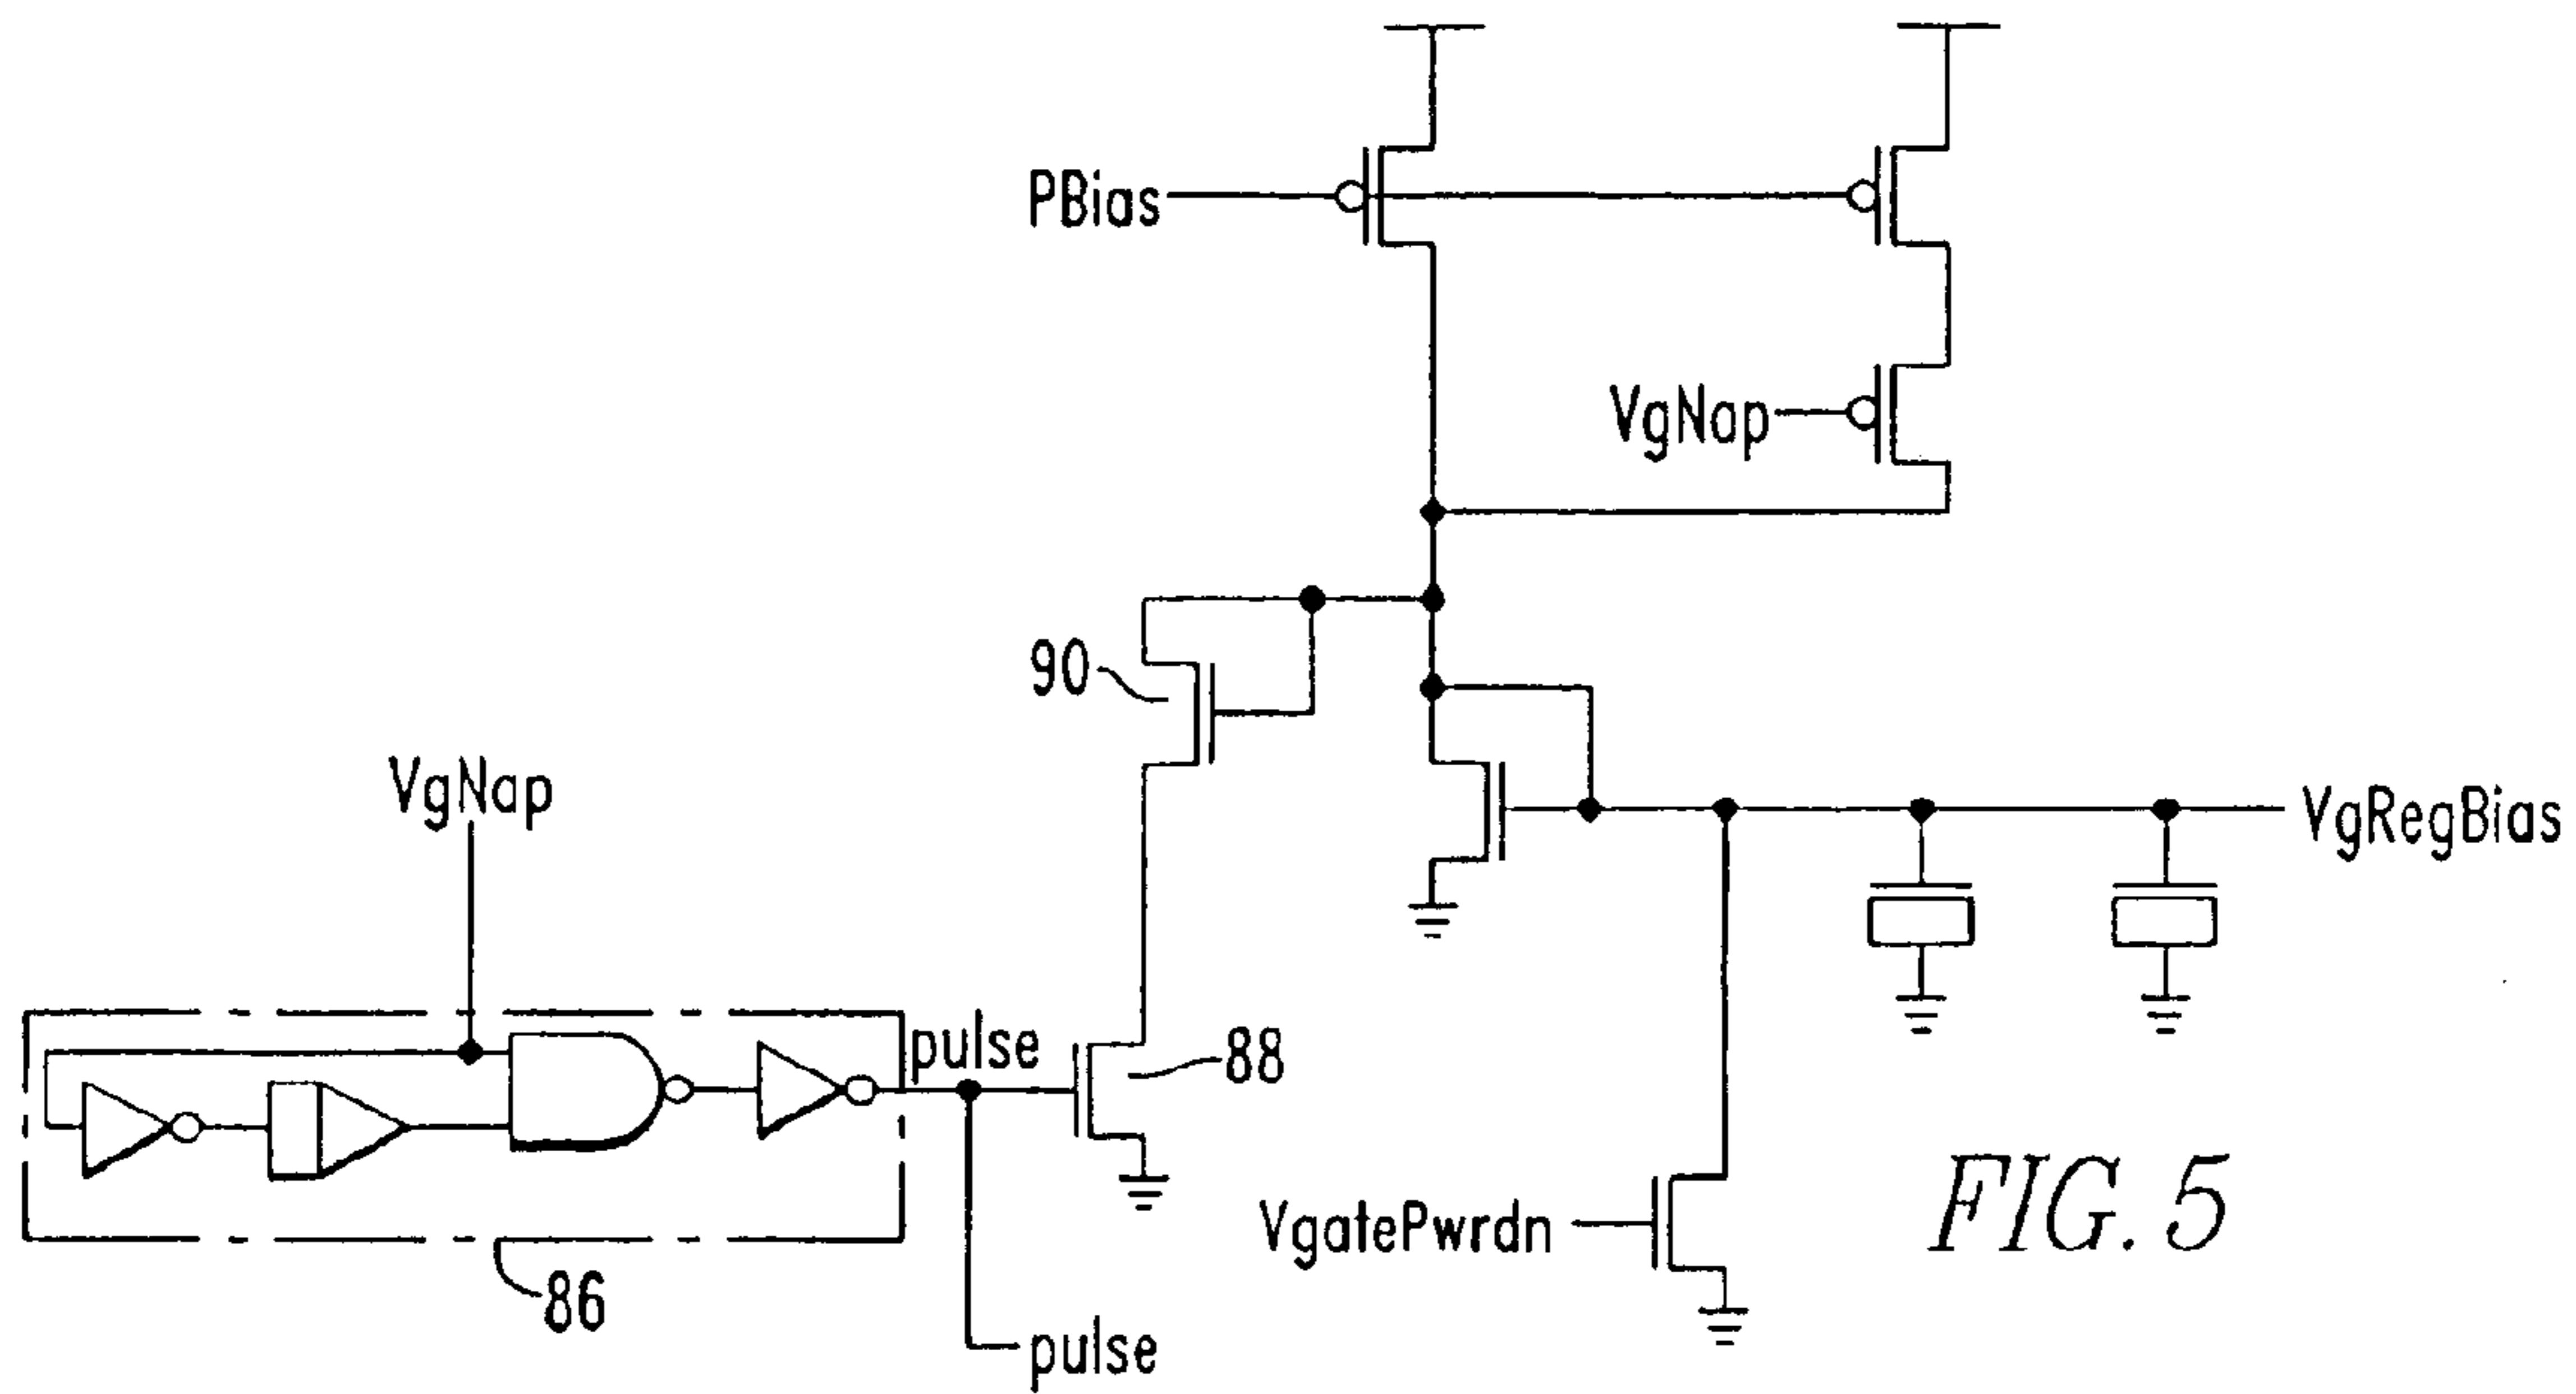 PBias
VgNap
90
VgNap
VgRegBias
pulse
88
VgatePwrdn
FIG. 5
86
pulse